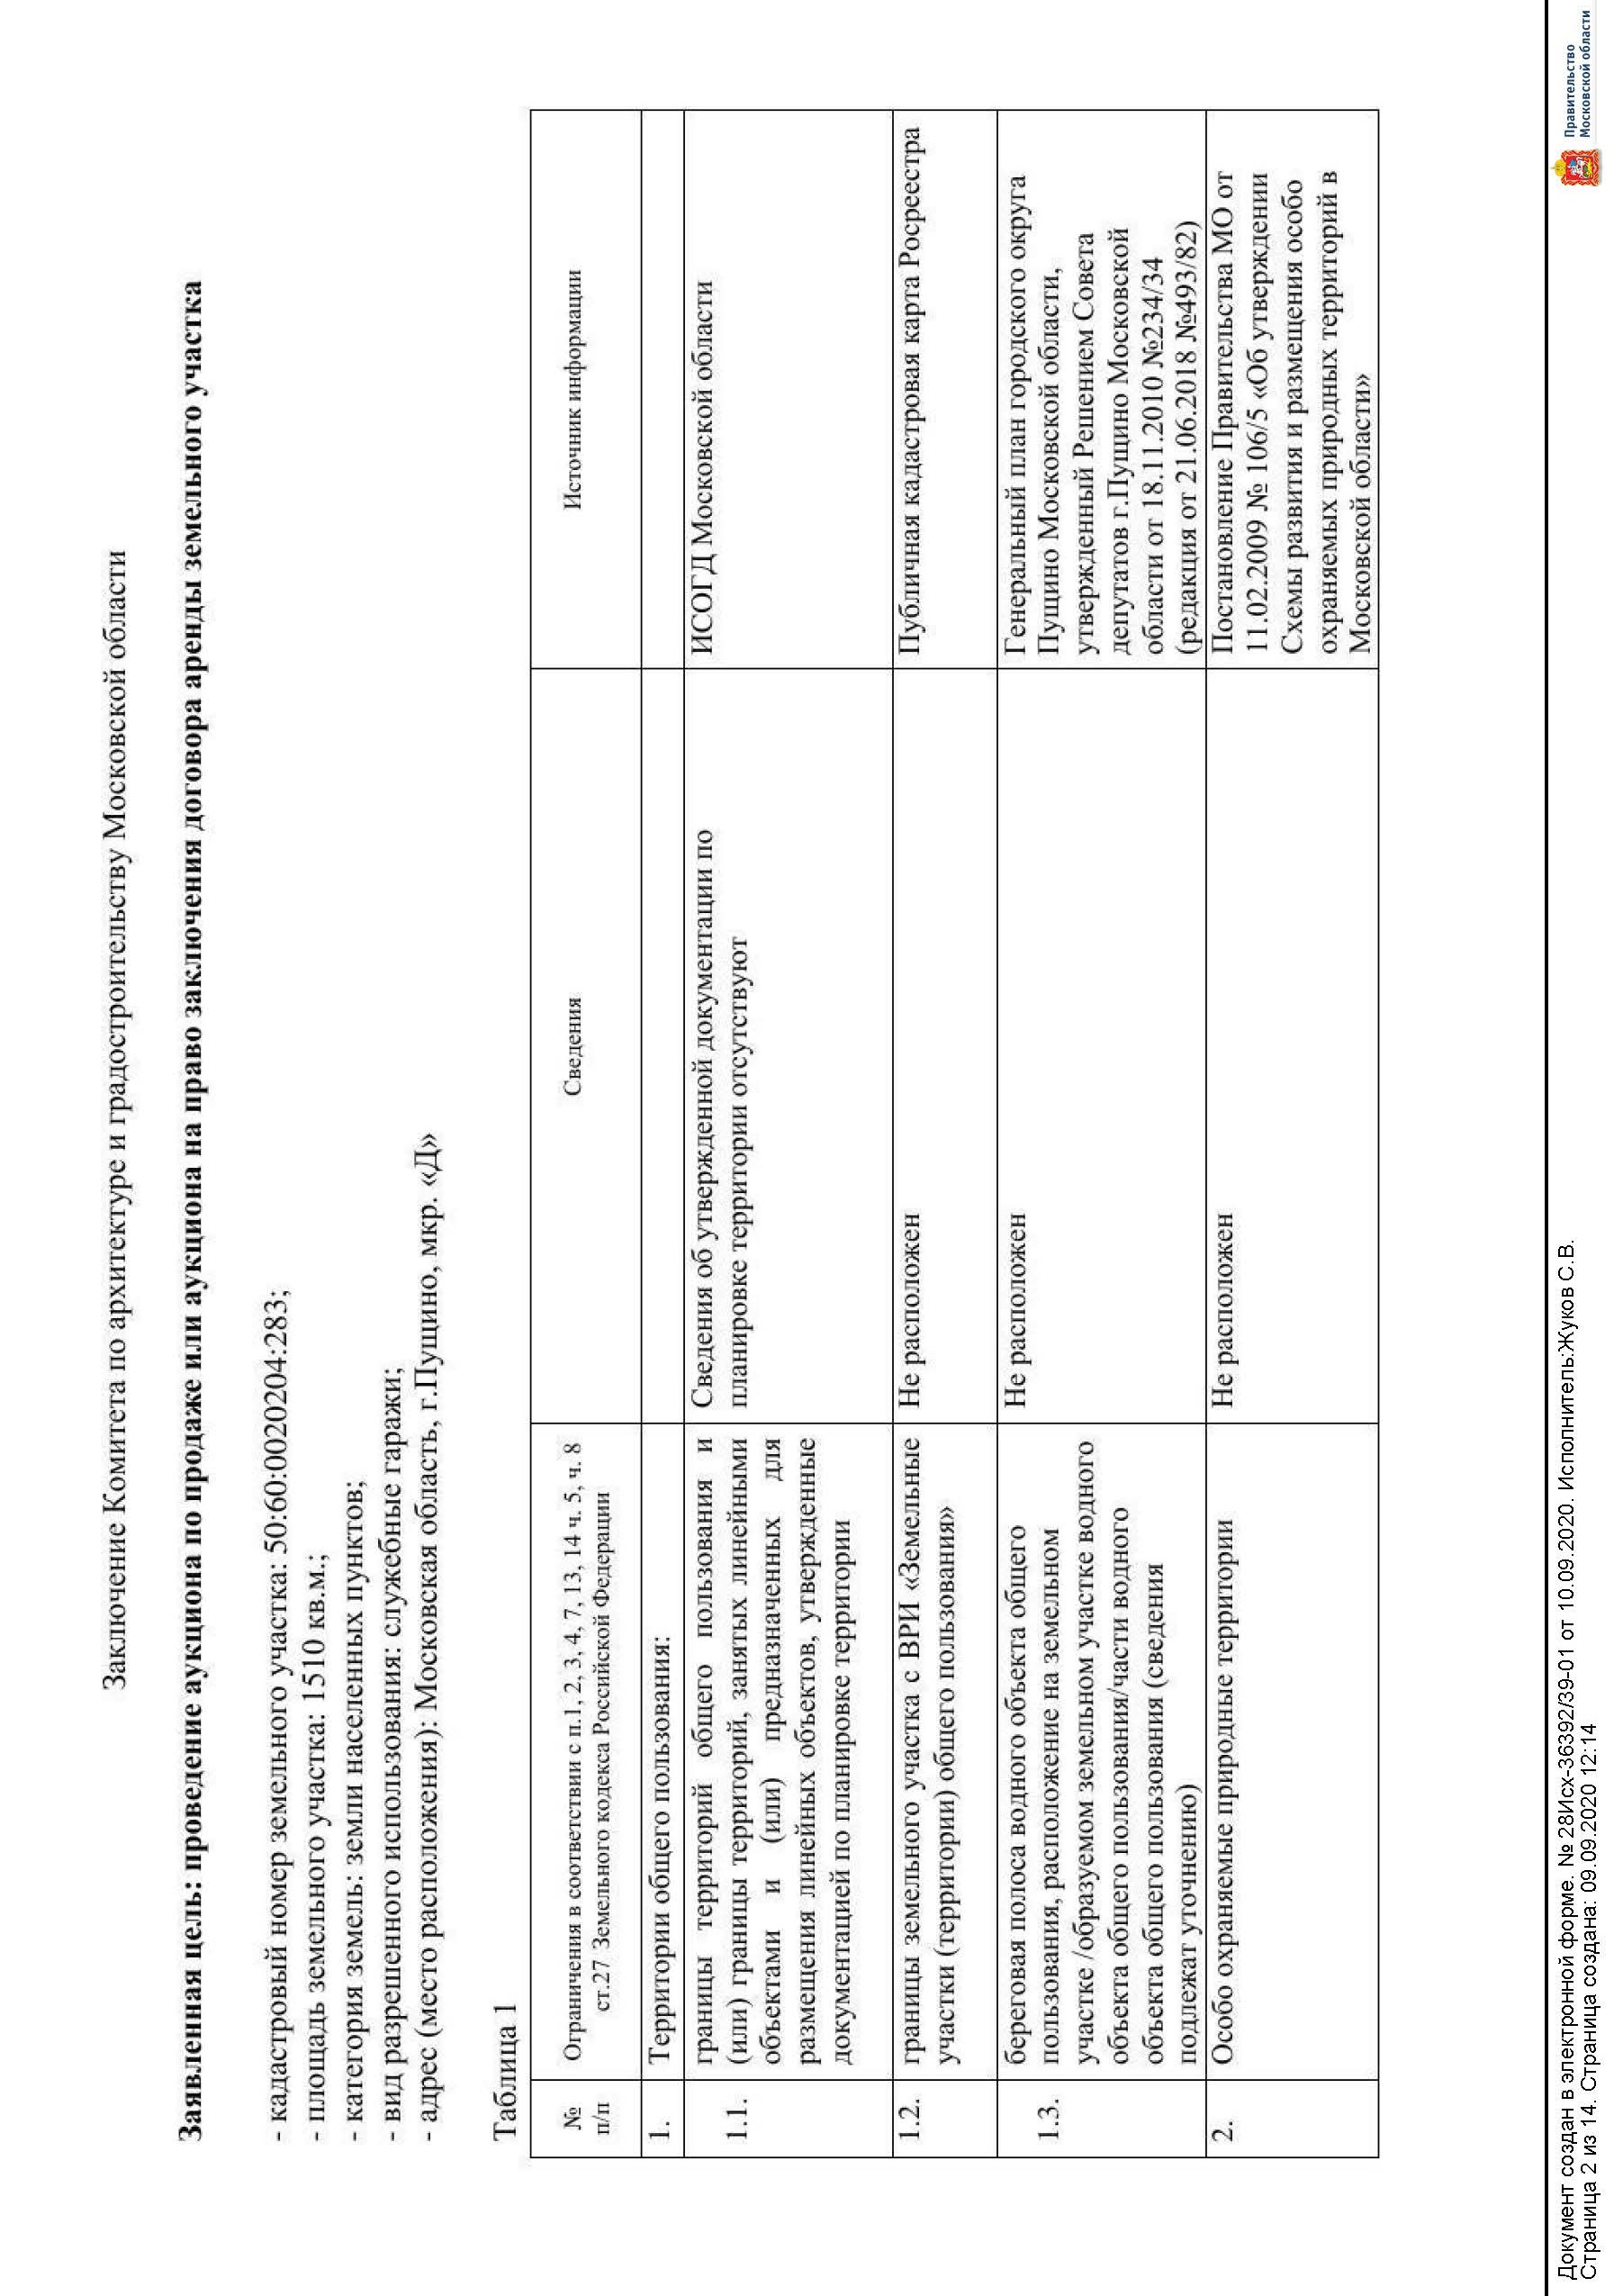 Заключение Комитета по архитектуре и градостроительству Московской области
Заявленная цель: проведение аукциона по продаже или аукциона на право заключения договора аренды земельного участка
- кадастровый номер земельного участка: 50:60:0020204:283;
- площадь земельного участка: 1510 кв.м.;
- категория земель: земли населенных пунктов;
- вид разрешенного использования: служебные гаражи;
- адрес (место расположения): Московская область, г.Пущино, мкр. «Д»
Таблица 1
№
п/п
Ограничения в соответствии с п.1, 2, 3, 4, 7, 13, 14 ч. 5, ч. 8
ст.27 Земельного кодекса Российской Федерации
Сведения
Источник информации
1.
Территории общего пользования:
1.1.
границы территорий общего пользования и
(или) границы территорий, занятых линейными
объектами и (или) предназначенных для
размещения линейных объектов, утвержденные
документацией по планировке территории
Сведения об утвержденной документации по
планировке территории отсутствуют
ИСОГД Московской области
1.2.
границы земельного участка с ВРИ «Земельные
участки (территории) общего пользования»
Не расположен
Публичная кадастровая карта Росреестра
1.3.
береговая полоса водного объекта общего
пользования, расположение на земельном
участке /образуемом земельном участке водного
объекта общего пользования/части водного
объекта общего пользования (сведения
подлежат уточнению)
Не расположен
Генеральный план городского округа
Пущино Московской области,
утвержденный Решением Совета
депутатов г.Пущино Московской
области от 18.11.2010 №234/34
(редакция от 21.06.2018 №493/82)
2.
Особо охраняемые природные территории
Не расположен
Постановление Правительства МО от
11.02.2009 № 106/5 «Об утверждении
Схемы развития и размещения особо
охраняемых природных территорий в
Московской области»
Документ создан в электронной форме. № 28Исх-36392/39-01 от 10.09.2020. Исполнитель:Жуков С.В.
Страница 2 из 14. Страница создана: 09.09.2020 12:14
Правительство
Московской области